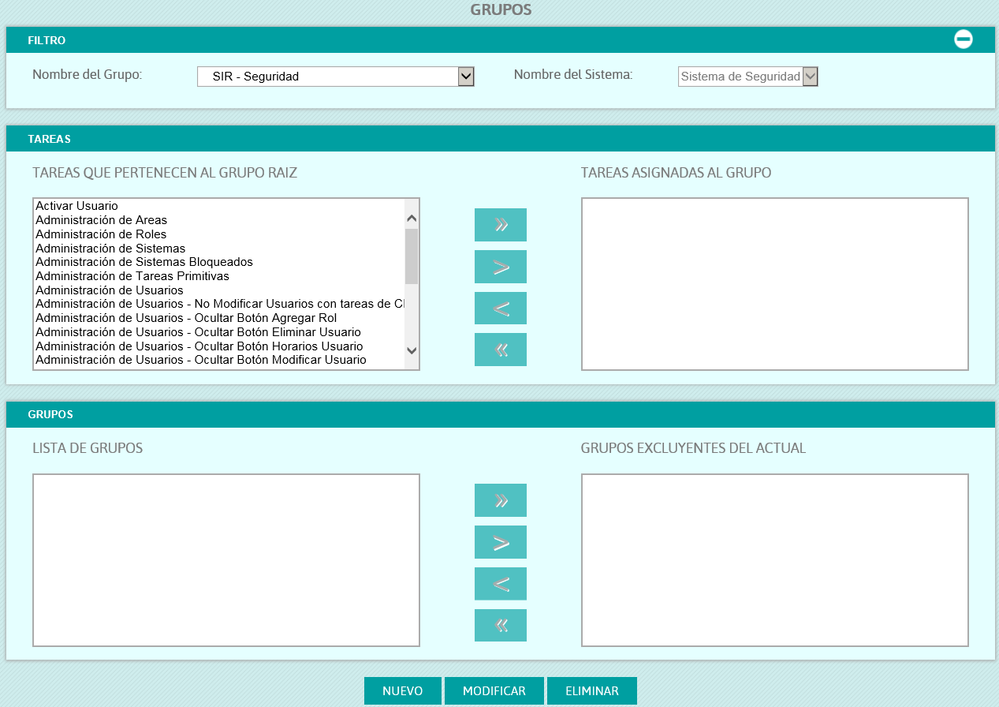 GRUPOS
FILTRO
Nombre del Grupo:
SIR - Seguridad
Nombre del Sistema:
Sistema de Seguridad
TAREAS
TAREAS QUE PERTENECEN AL GRUPO RAIZ
TAREAS ASIGNADAS AL GRUPO
Activar Usuario
Administración de Areas
Administración de Roles
Administración de Sistemas
Administración de Sistemas Bloqueados
Administración de Tareas Primitivas
Administración de Usuarios
Administración de Usuarios - No Modificar Usuarios con tareas de
Administración de Usuarios - Ocultar Botón Agregar Rol
Administración de Usuarios - Ocultar Botón Eliminar Usuario
Administración de Usuarios - Ocultar Botón Horarios Usuario
Administración de Usuarios - Ocultar Botón Modificar Usuario
»
>
<
«
GRUPOS
LISTA DE GRUPOS
GRUPOS EXCLUYENTES DEL ACTUAL
»
>
<
«
NUEVO
MODIFICAR
ELIMINAR